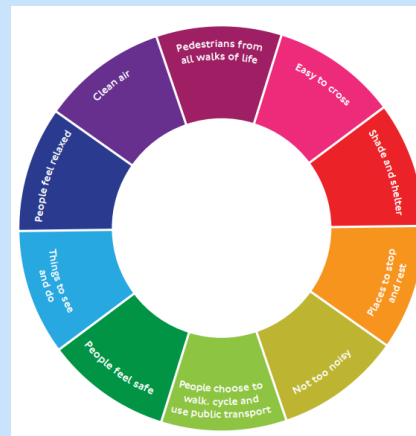 Pedestrians from
all walks of life
Easy to cross
Shade and shelter
Places to stop
and rest
Not too noisy
People choose to
walk, cycle and
use public transport
People feel safe
Things to see
and do
People feel relaxed
Clean air